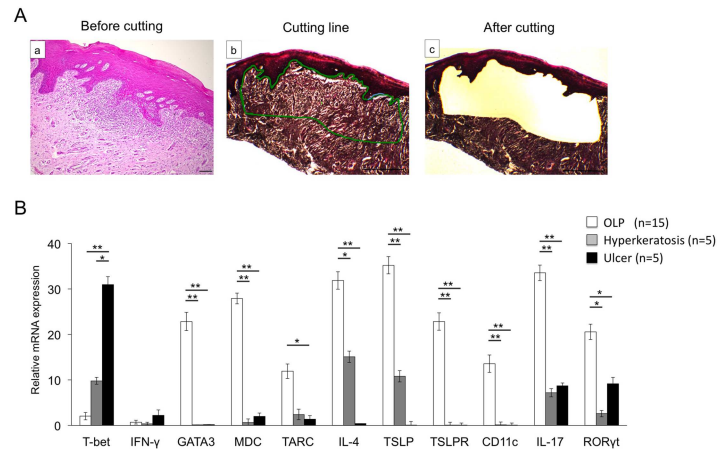 A
Before cutting
Cutting line
After cutting
a
b
c
B
OLP (n=15)
Hyperkeratosis (n=5)
Ulcer (n=5)
Relative mRNA expression
40
30
20
10
0
**
*
**
**
**
**
*
**
*
**
**
**
**
**
**
**
**
*
*
T-bet
IFN-γ
GATA3
MDC
TARC
IL-4
TSLP
TSLPR
CD11c
IL-17
RORγt